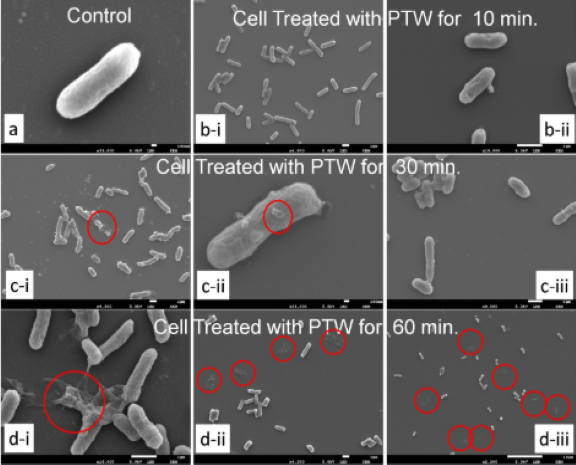 Control
Cell Treated with PTW for 10 min.
a
b-i
b-ii
Cell Treated with PTW for 30 min.
c-i
c-ii
c-iii
Cell Treated with PTW for 60 min.
d-i
d-ii
d-iii